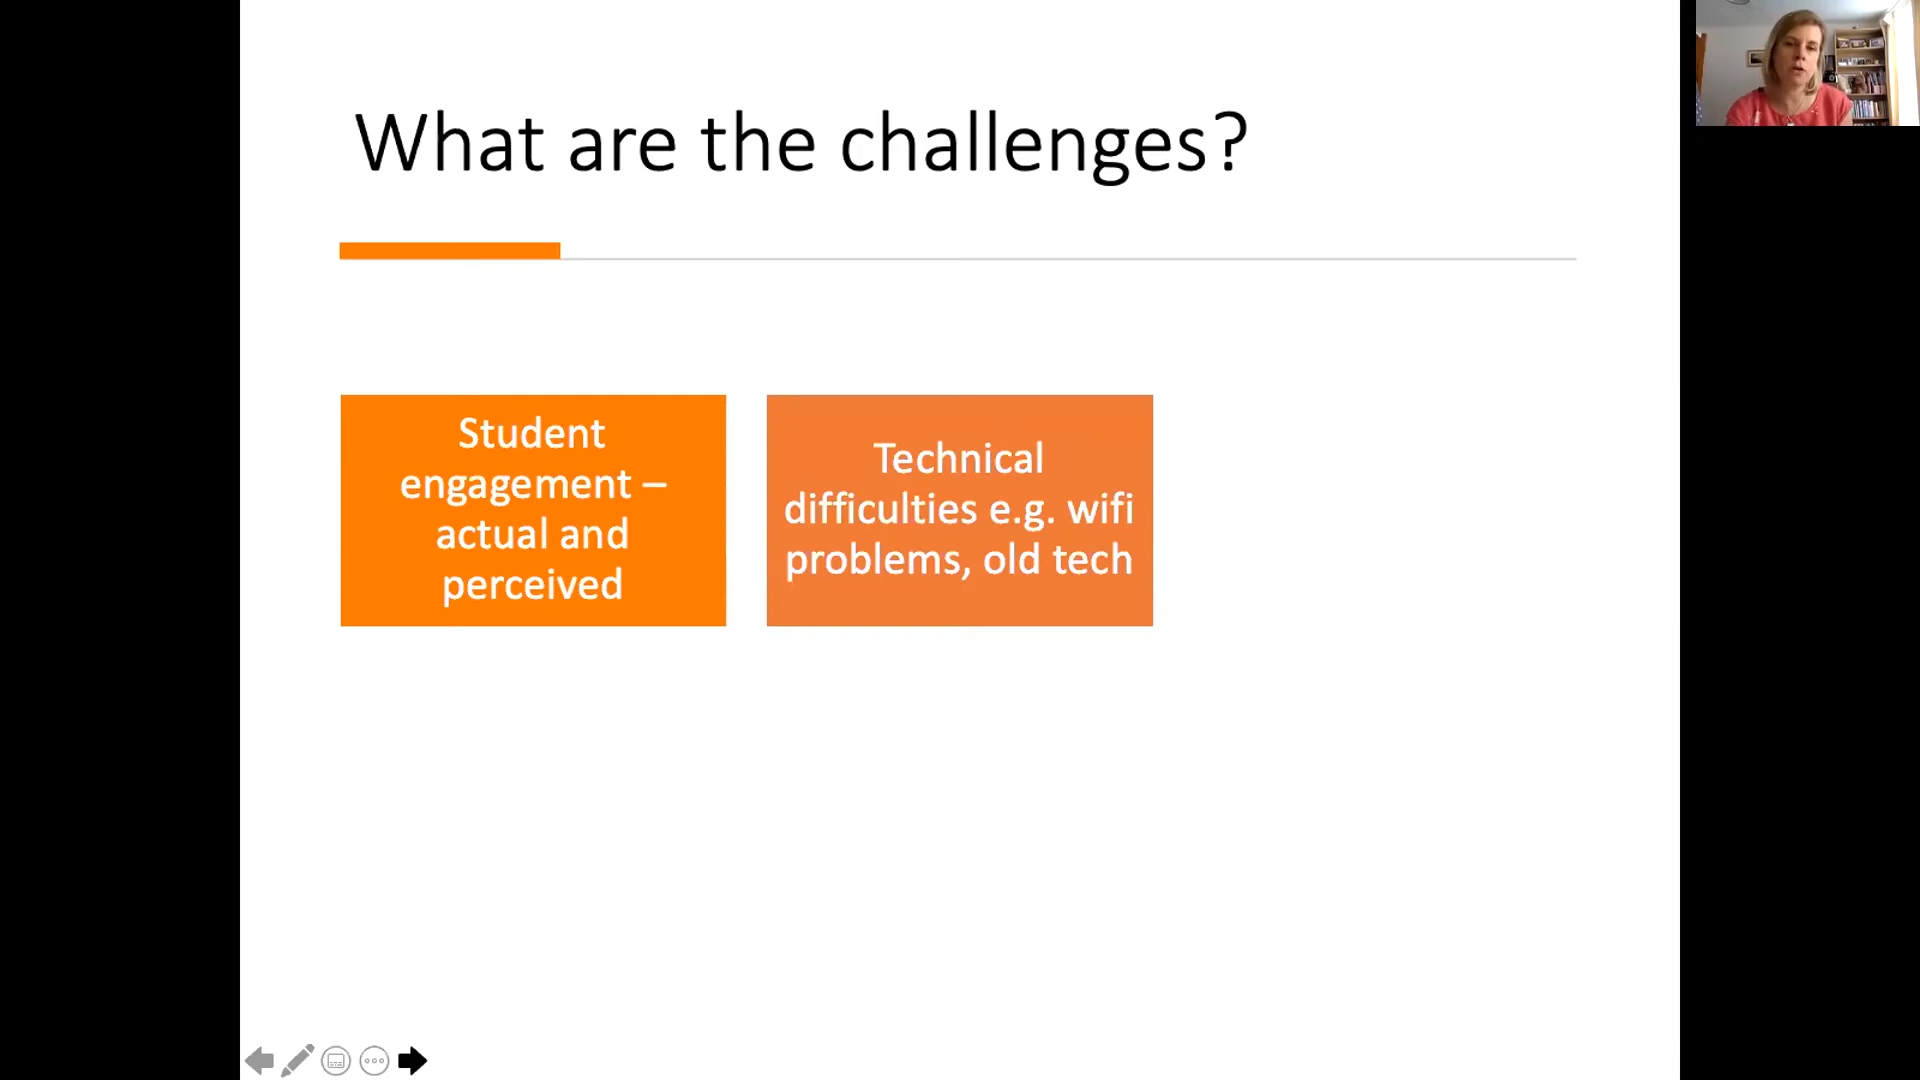 What are the challenges?
Student
engagement –
actual and
perceived
Technical
difficulties e.g. wifi
problems, old tech